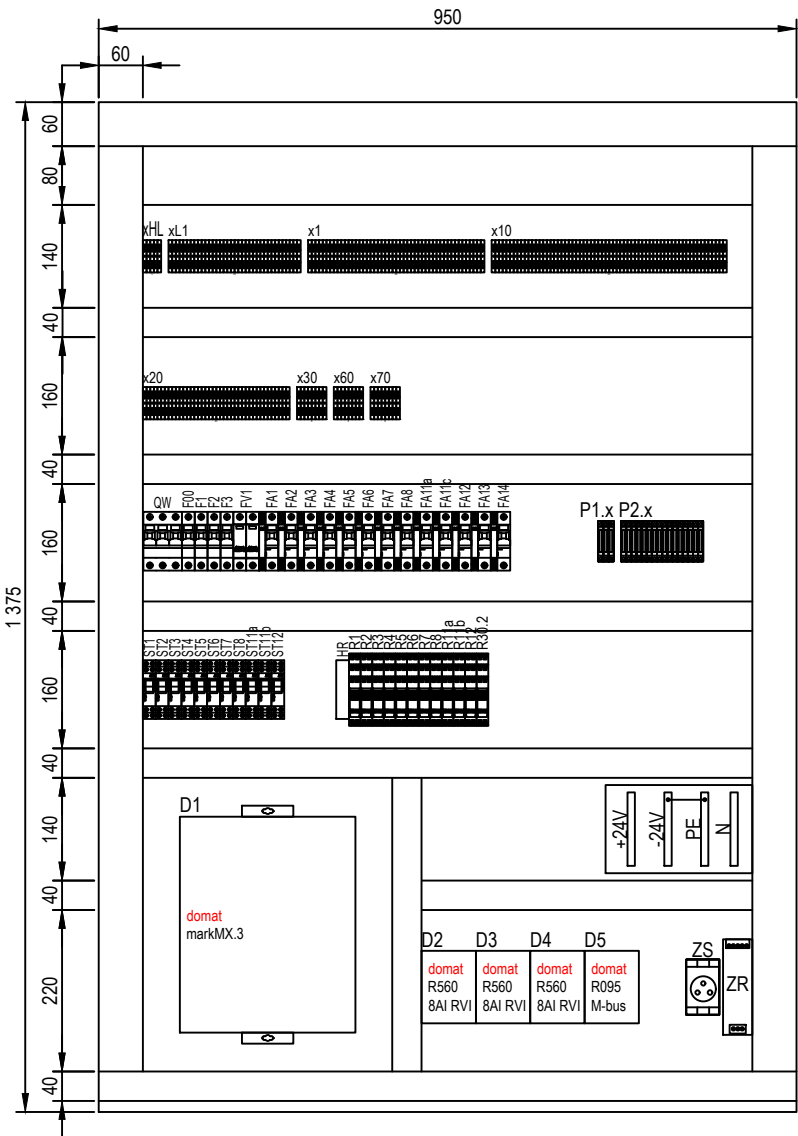 950
60
60
80
140
40
160
40
160
40
160
40
140
40
220
40
1 375
xHL xL1 x1 x10
x20 x30 x60 x70
QW F00 F1 F2 F3 FV1 FA1 FA2 FA3 FA4 FA5 FA6 FA7 FA8 FA11a FA11c FA12 FA13 FA14
P1.x P2.x
ST1 ST2 ST3 ST4 ST5 ST6 ST7 ST8 ST11a ST11b ST12
HR R1 R2 R3 R4 R5 R6 R7 R8 R11a R11b R12 R30.2
D1
domat
markMX.3
+24V -24V PE N
D2 D3 D4 D5
domat domat domat domat
R560 R560 R560 R095
8AI RVI 8AI RVI 8AI RVI M-bus
ZS
ZR